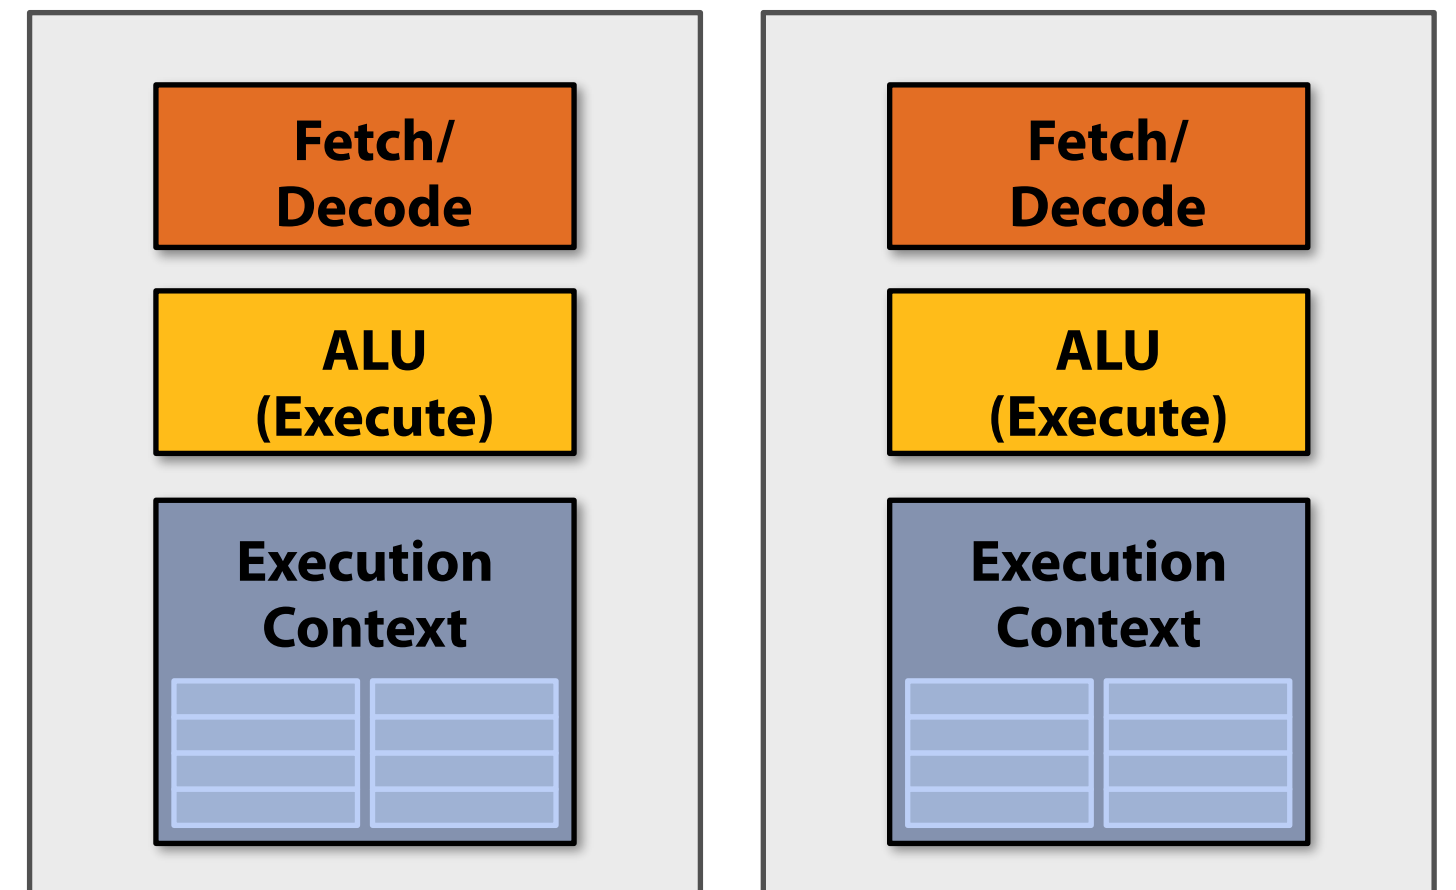 Fetch/
Decode
ALU
(Execute)
Execution
Context
Fetch/
Decode
ALU
(Execute)
Execution
Context